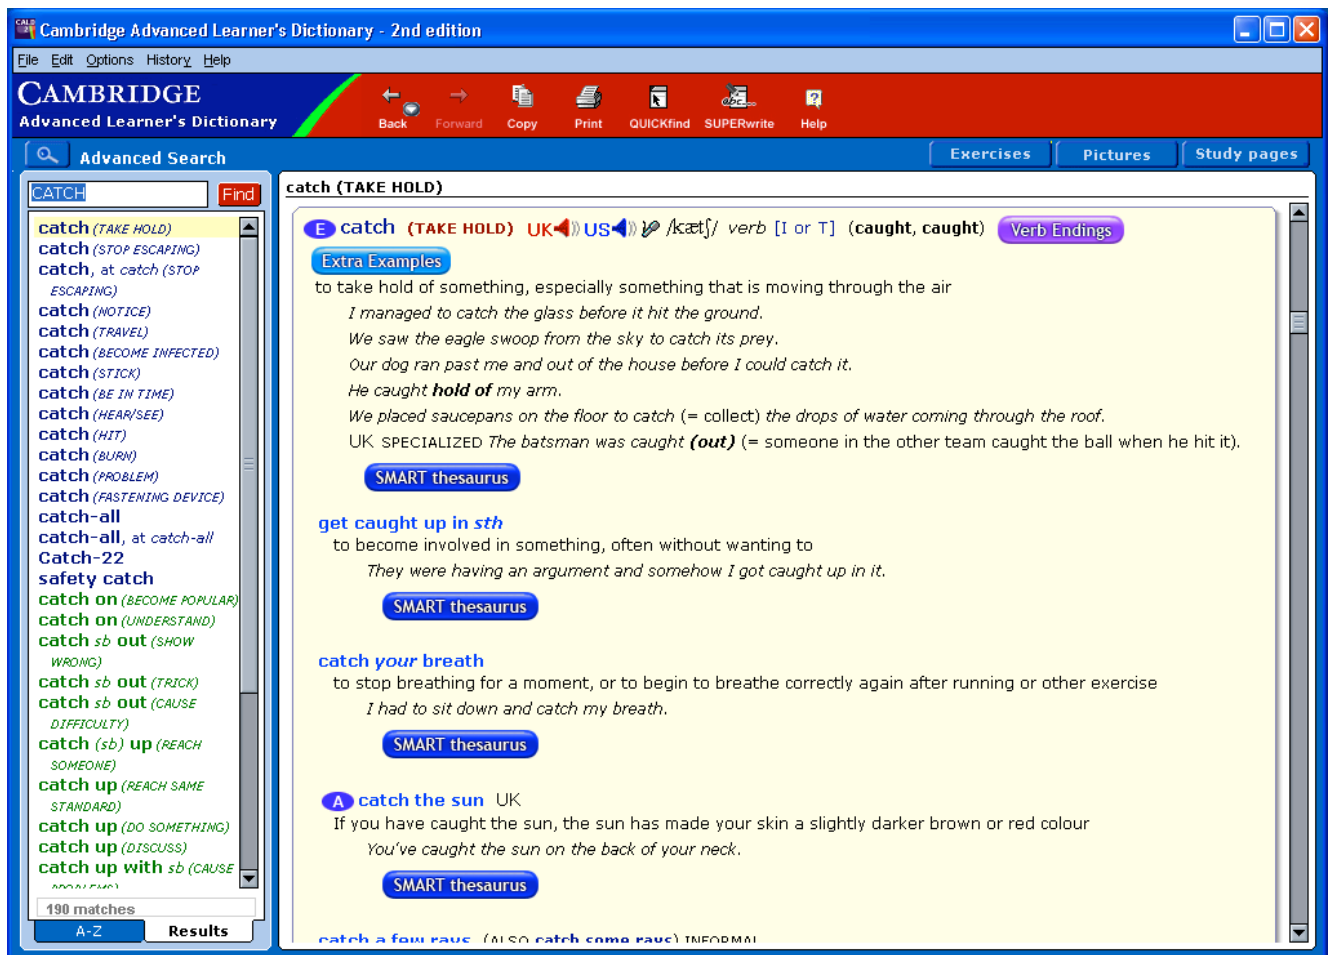 Cambridge Advanced Learner's Dictionary - 2nd edition
File Edit Options History Help
CAMBRIDGE
Advanced Learner's Dictionary
Back Forward Copy Print QUICKfind SUPERwrite Help
Advanced Search
Exercises Pictures Study pages
CATCH Find
catch (TAKE HOLD)
catch (STOP ESCAPING)
catch, at catch (STOP
ESCAPING)
catch (NOTICE)
catch (TRAVEL)
catch (BECOME INFECTED)
catch (STICK)
catch (BE IN TIME)
catch (HEAR/SEE)
catch (HIT)
catch (BURN)
catch (PROBLEM)
catch (FASTENING DEVICE)
catch-all
catch-all, at catch-all
Catch-22
safety catch
catch on (BECOME POPULAR)
catch on (UNDERSTAND)
catch sb out (SHOW
WRONG)
catch sb out (TRICK)
catch sb out (CAUSE
DIFFICULTY)
catch (sb) up (REACH
SOMEONE)
catch up (REACH SAME
STANDARD)
catch up (DO SOMETHING)
catch up (DISCUSS)
catch up with sb (CAUSE
190 matches
A-Z Results
catch (TAKE HOLD)
E catch (TAKE HOLD) UK US /kætʃ/ verb [I or T] (caught, caught) Verb Endings
Extra Examples
to take hold of something, especially something that is moving through the air
I managed to catch the glass before it hit the ground.
We saw the eagle swoop from the sky to catch its prey.
Our dog ran past me and out of the house before I could catch it.
He caught hold of my arm.
We placed saucepans on the floor to catch (= collect) the drops of water coming through the roof.
UK SPECIALIZED The batsman was caught (out) (= someone in the other team caught the ball when he hit it).
SMART thesaurus
get caught up in sth
to become involved in something, often without wanting to
They were having an argument and somehow I got caught up in it.
SMART thesaurus
catch your breath
to stop breathing for a moment, or to begin to breathe correctly again after running or other exercise
I had to sit down and catch my breath.
SMART thesaurus
A catch the sun UK
If you have caught the sun, the sun has made your skin a slightly darker brown or red colour
You've caught the sun on the back of your neck.
SMART thesaurus
catch a few rays (ALSO catch some rays) INFORMAL